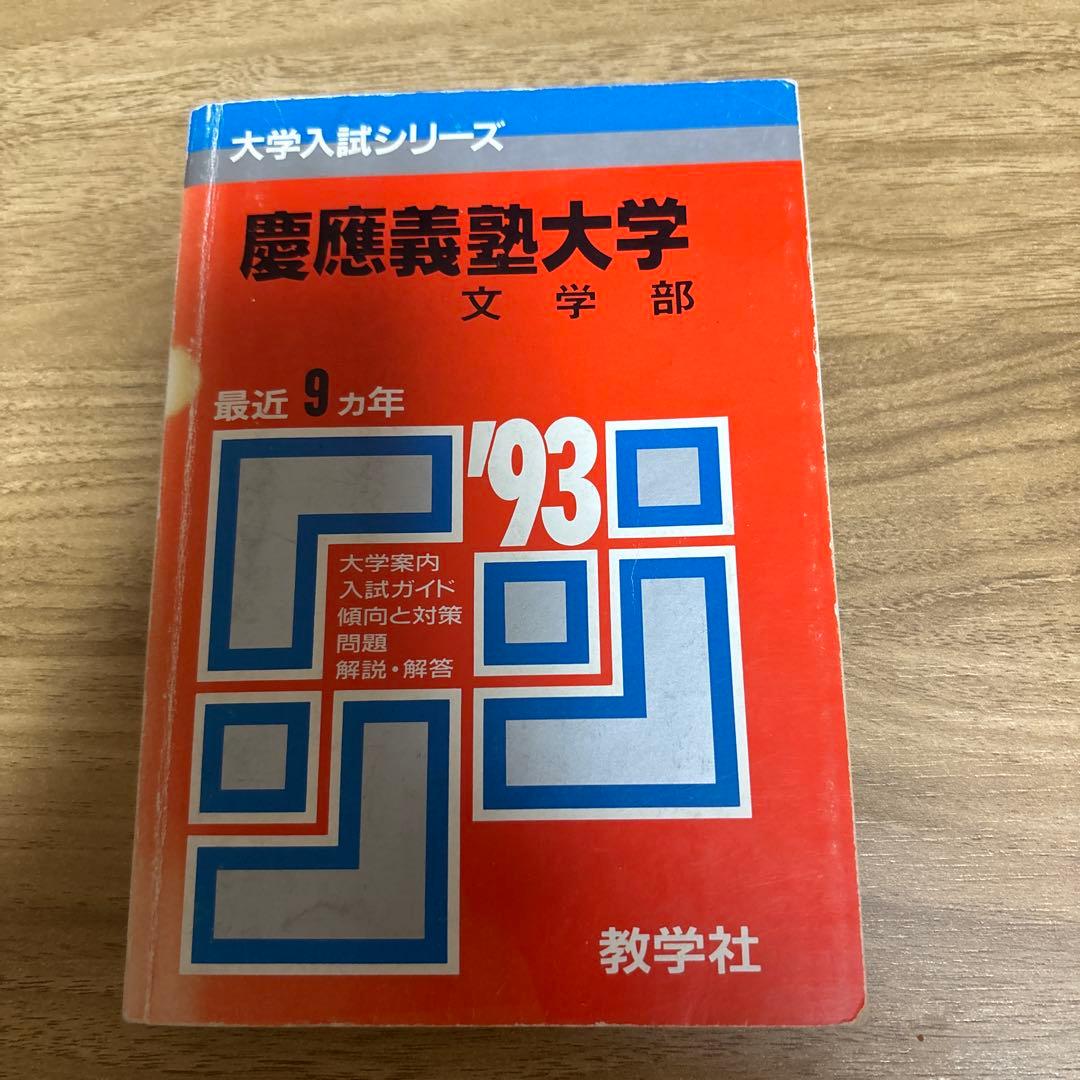 大学入試シリーズ
慶應義塾大学
文学部
最近9ヵ年
'93
大学案内
入試ガイド
傾向と対策
問題
解説・解答
教学社